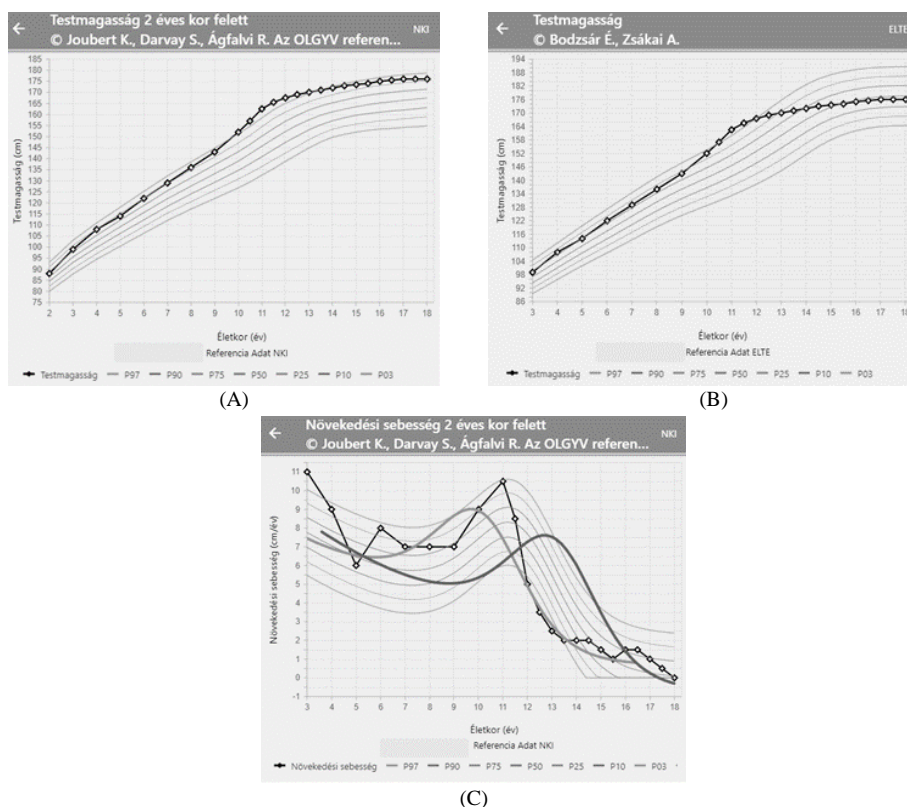 Testmagasság 2 éves kor felett
© Joubert K., Darvay S., Ágfalvi R. Az OLGYV referen...
NKI
Testmagasság (cm)
185
180
175
170
165
160
155
150
145
140
135
130
125
120
115
110
105
100
95
90
85
80
75
2 3 4 5 6 7 8 9 10 11 12 13 14 15 16 17 18
Életkor (év)
Referencia Adat NKI
Testmagasság P97 P90 P75 P50 P25 P10 P03
(A)
Testmagasság
© Bodzsár É., Zsákai A.
ELTE
Testmagasság (cm)
194
188
182
176
170
164
158
152
146
140
134
128
122
116
110
104
98
92
86
3 4 5 6 7 8 9 10 11 12 13 14 15 16 17 18
Életkor (év)
Referencia Adat ELTE
Testmagasság P97 P90 P75 P50 P25 P10 P03
(B)
Növekedési sebesség 2 éves kor felett
© Joubert K., Darvay S., Ágfalvi R. Az OLGYV referen...
NKI
Növekedési sebesség (cm/év)
11
10
9
8
7
6
5
4
3
2
1
0
-1
3 4 5 6 7 8 9 10 11 12 13 14 15 16 17 18
Életkor (év)
Referencia Adat NKI
Növekedési sebesség P97 P90 P75 P50 P25 P10 P03
(C)